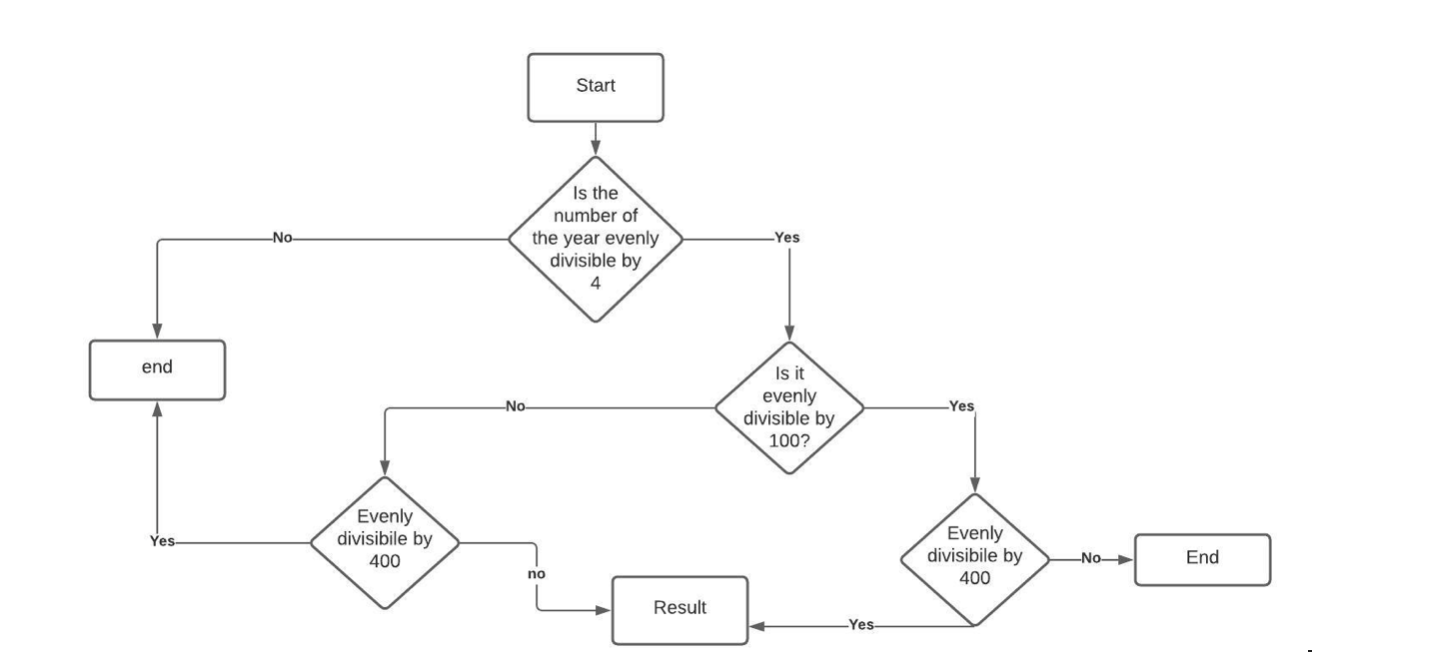 Start
Is the
number of
the year evenly
divisible by
4
No
Yes
end
Is it
evenly
divisible by
100?
No
Yes
Evenly
divisibile by
400
Yes
no
Evenly
divisibile by
400
No
End
Result
Yes